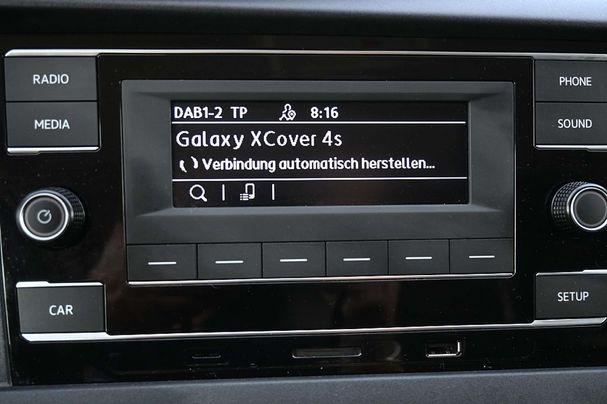 RADIO
MEDIA
DAB1-2 TP 8:16
Galaxy XCover 4s
Verbindung automatisch herstellen...
PHONE
SOUND
CAR
SETUP